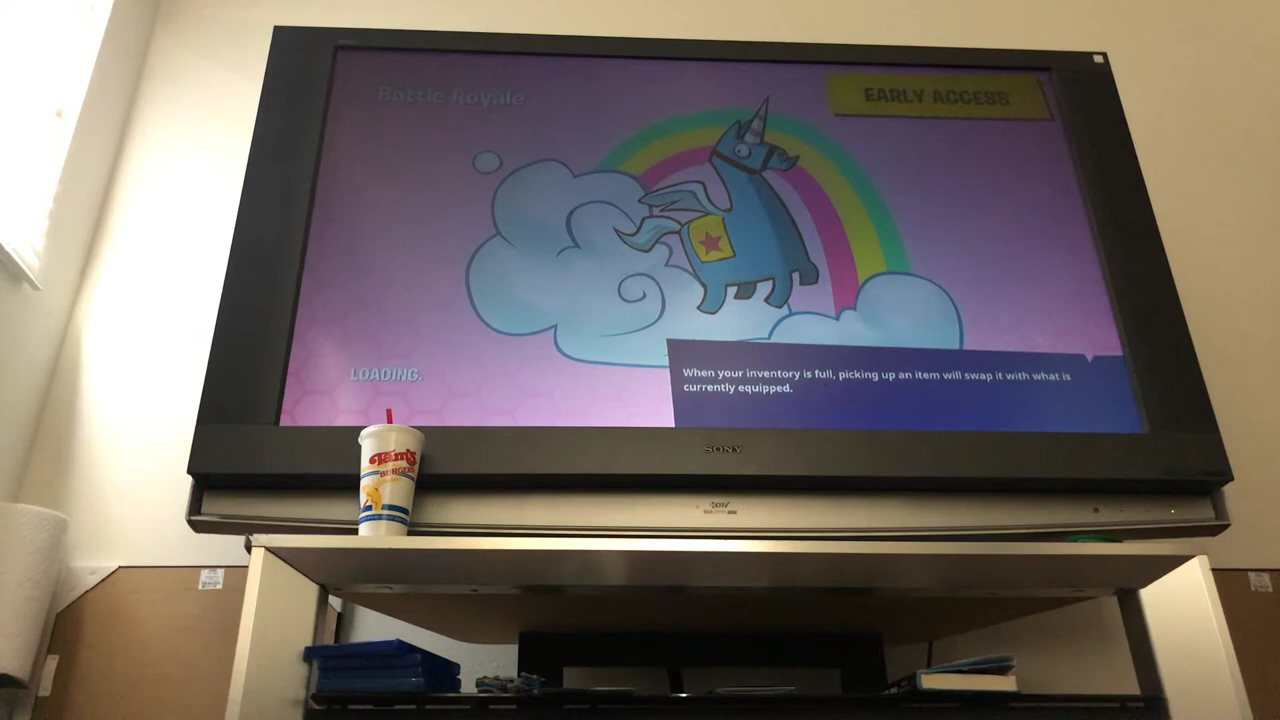 Battle Royale
EARLY ACCESS
LOADING.
When your inventory is full, picking up an item will swap it with what is
currently equipped.
SONY
Tam's
BURGERS